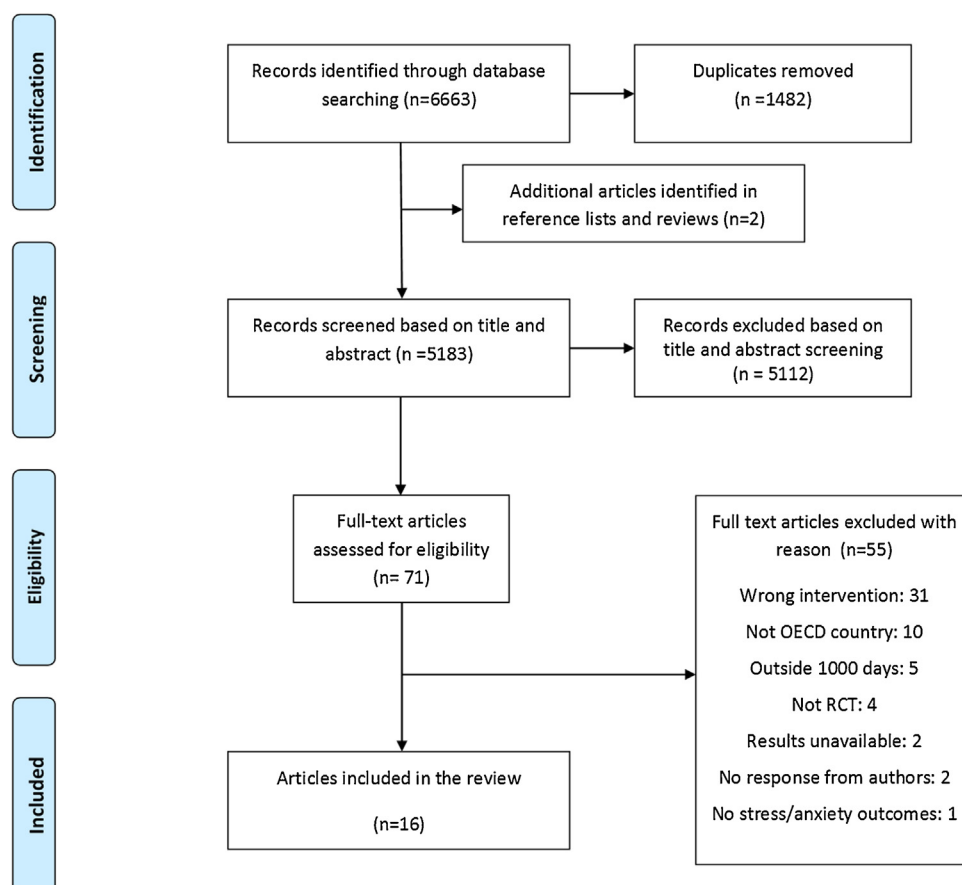 Identification
Records identified through database
searching (n=6663)
Duplicates removed
(n =1482)
Additional articles identified in
reference lists and reviews (n=2)
Screening
Records screened based on title and
abstract (n =5183)
Records excluded based on
title and abstract screening
(n = 5112)
Eligibility
Full-text articles
assessed for eligibility
(n= 71)
Full text articles excluded with
reason (n=55)
Wrong intervention: 31
Not OECD country: 10
Outside 1000 days: 5
Not RCT: 4
Results unavailable: 2
No response from authors: 2
No stress/anxiety outcomes: 1
Included
Articles included in the review
(n=16)